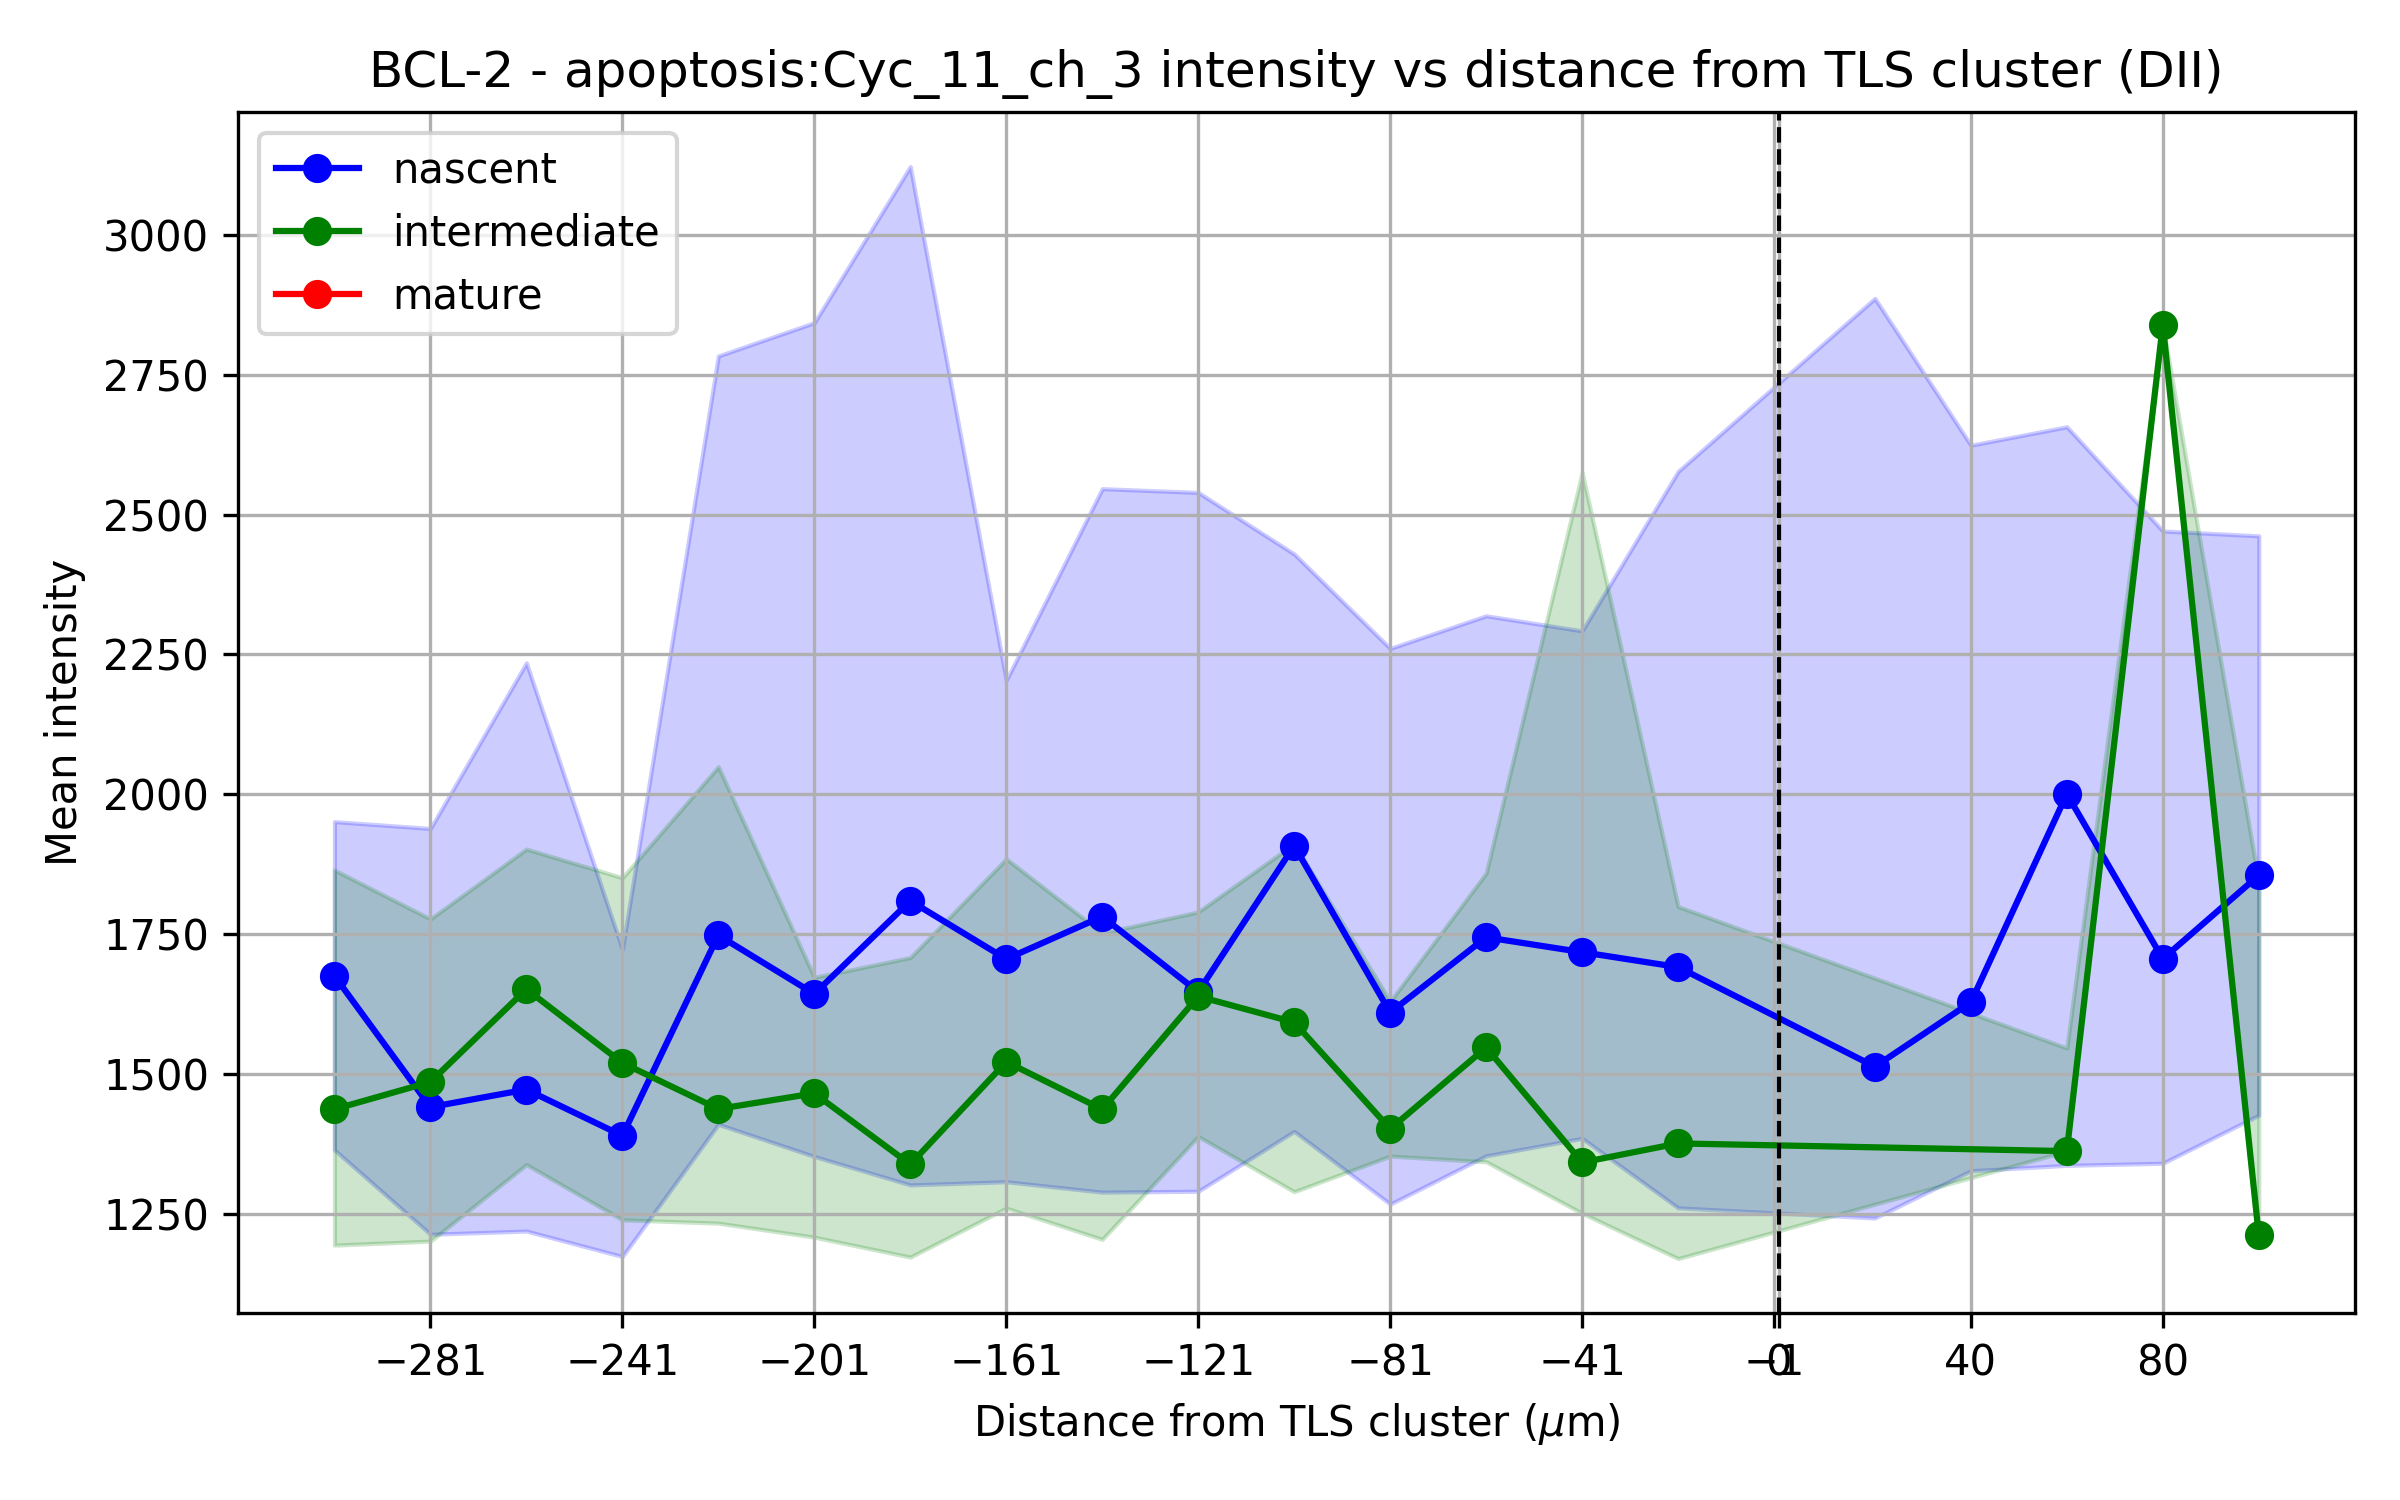 BCL-2 - apoptosis:Cyc_11_ch_3 intensity vs distance from TLS cluster (DII)
nascent
intermediate
mature
3000
2750
2500
2250
2000
1750
1500
1250
Mean intensity
−281 −241 −201 −161 −121 −81 −41 −1 0 40 80
Distance from TLS cluster (μm)